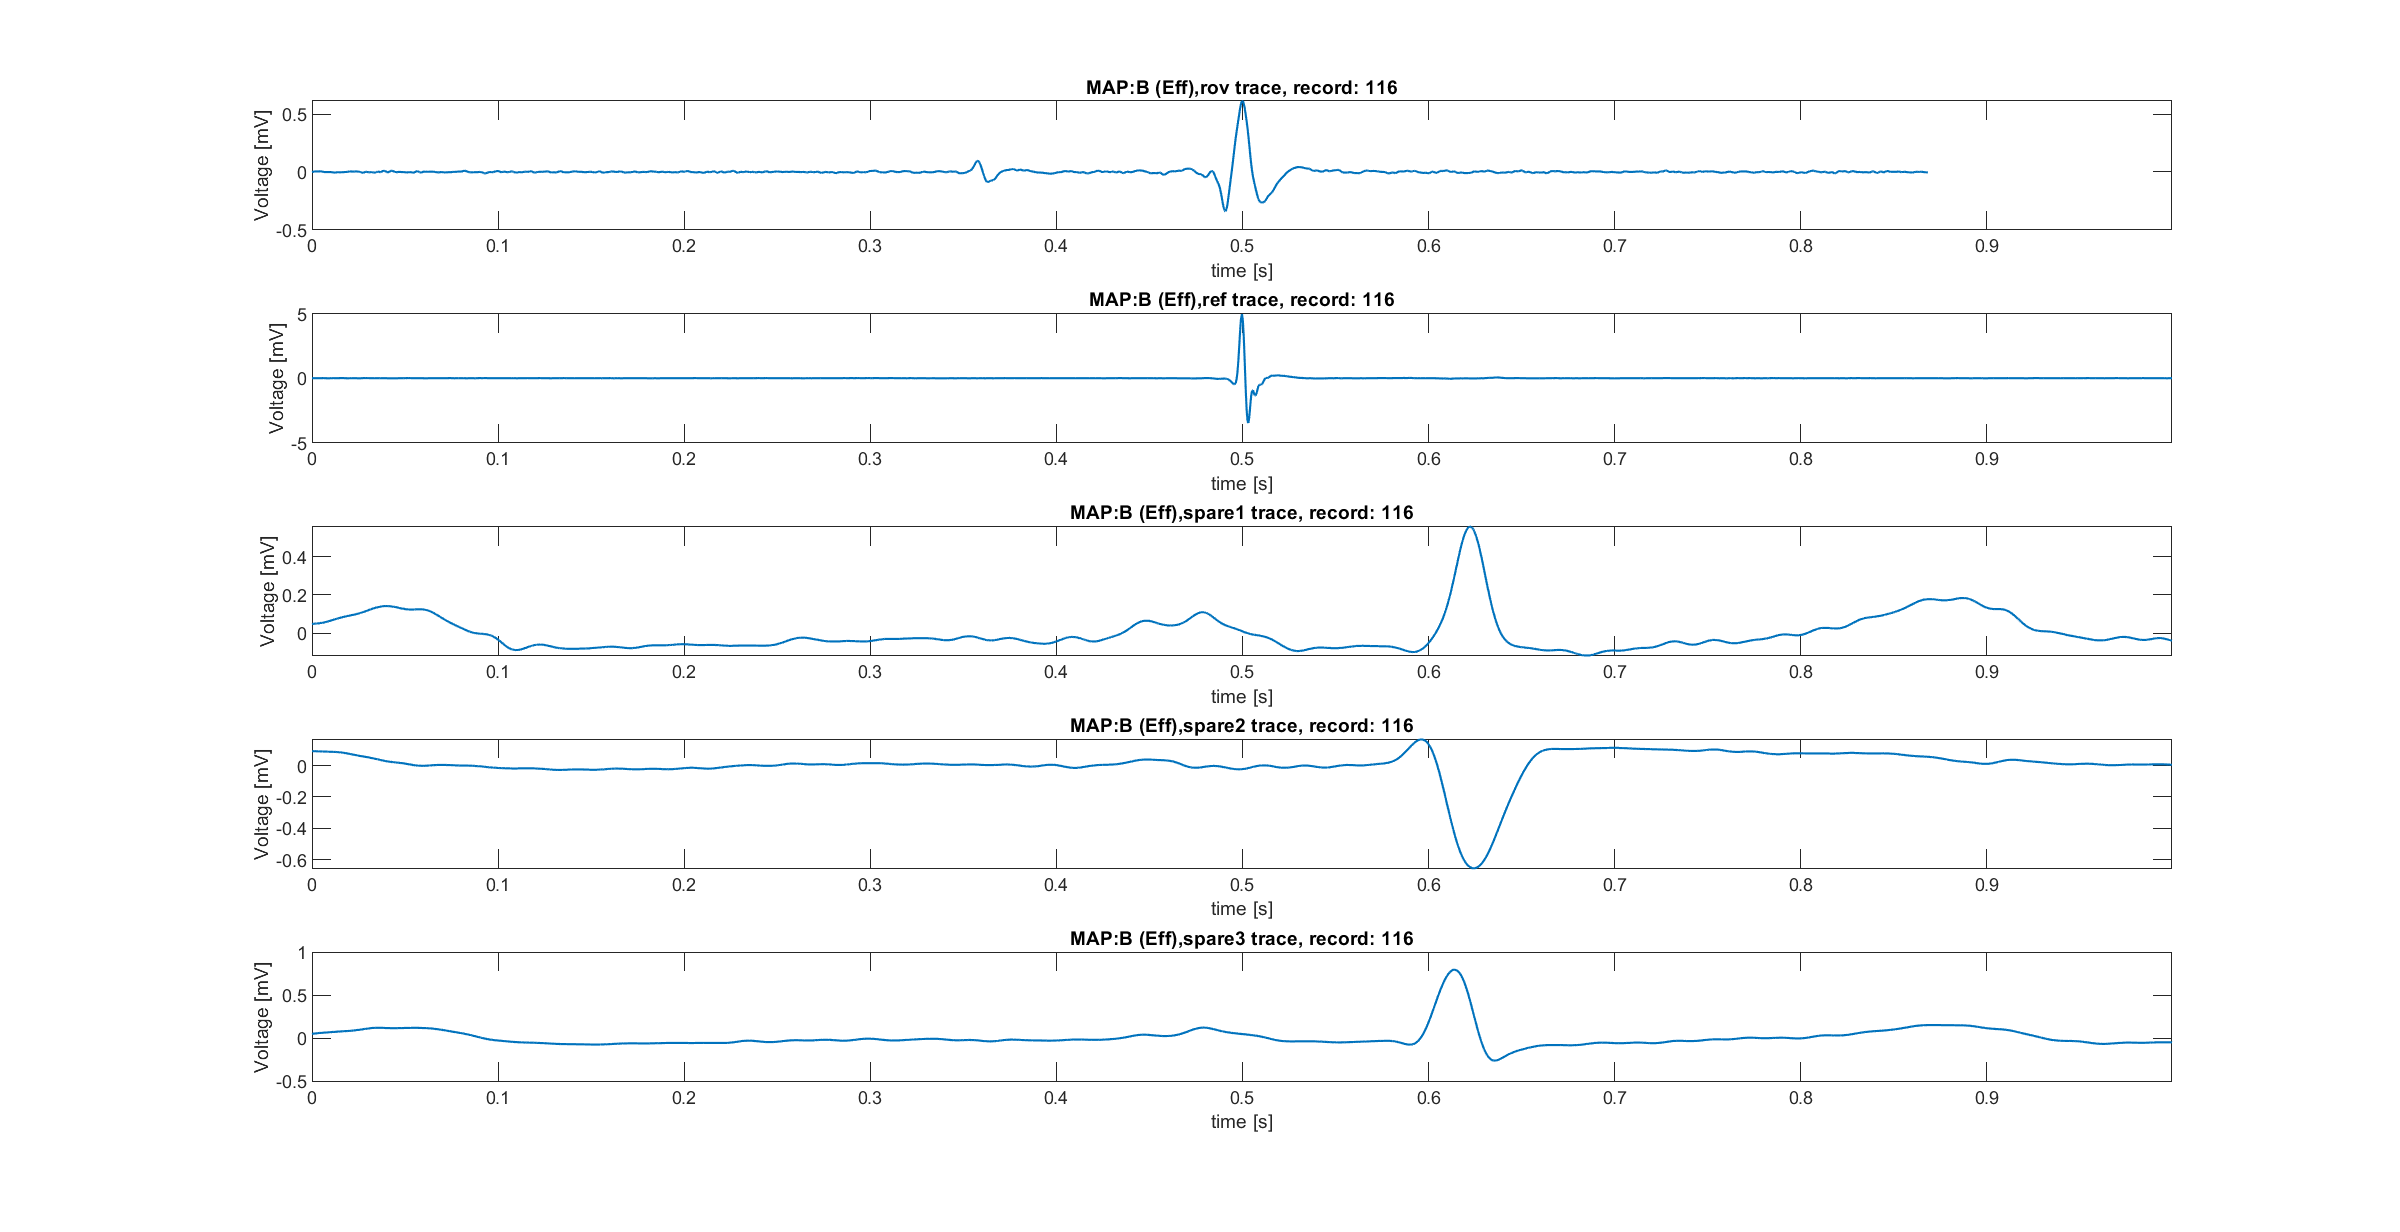 MAP:B (Eff),rov trace, record: 116
Voltage [mV]
0.5
0
-0.5
0 0.1 0.2 0.3 0.4 0.5 0.6 0.7 0.8 0.9
time [s]
MAP:B (Eff),ref trace, record: 116
Voltage [mV]
5
0
-5
0 0.1 0.2 0.3 0.4 0.5 0.6 0.7 0.8 0.9
time [s]
MAP:B (Eff),spare1 trace, record: 116
Voltage [mV]
0.4
0.2
0
0 0.1 0.2 0.3 0.4 0.5 0.6 0.7 0.8 0.9
time [s]
MAP:B (Eff),spare2 trace, record: 116
Voltage [mV]
0
-0.2
-0.4
-0.6
0 0.1 0.2 0.3 0.4 0.5 0.6 0.7 0.8 0.9
time [s]
MAP:B (Eff),spare3 trace, record: 116
Voltage [mV]
1
0.5
0
-0.5
0 0.1 0.2 0.3 0.4 0.5 0.6 0.7 0.8 0.9
time [s]